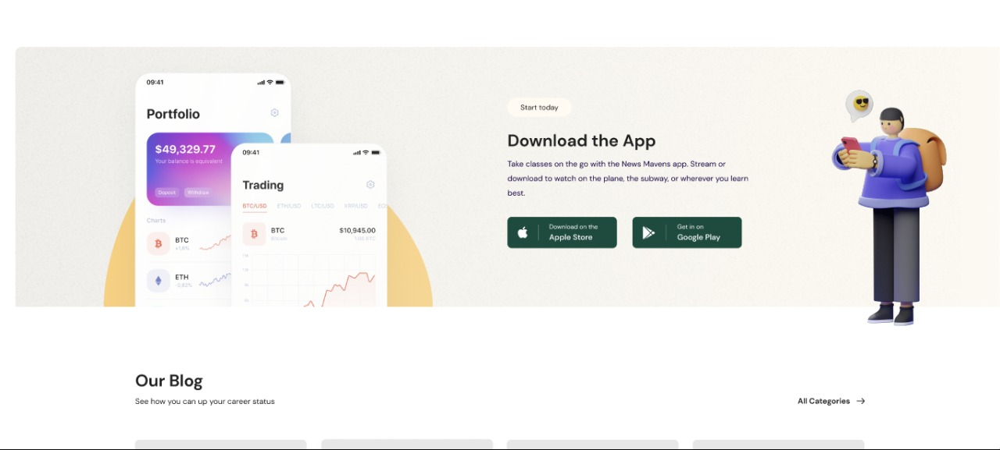 09:41
Portfolio
$49,329.77
Your balance is equivalent
Deposit
Withdraw
Charts
BTC
+1,6%
ETH
-0,82%
09:41
Trading
BTC/USD
ETH/USD
LTC/USD
XRP/USD
BTC
Bitcoin
$10,945.00
Start today
Download the App
Take classes on the go with the News Mavens app. Stream or
download to watch on the plane, the subway, or wherever you learn
best.
Download on the
Apple Store
Get in on
Google Play
Our Blog
See how you can up your career status
All Categories